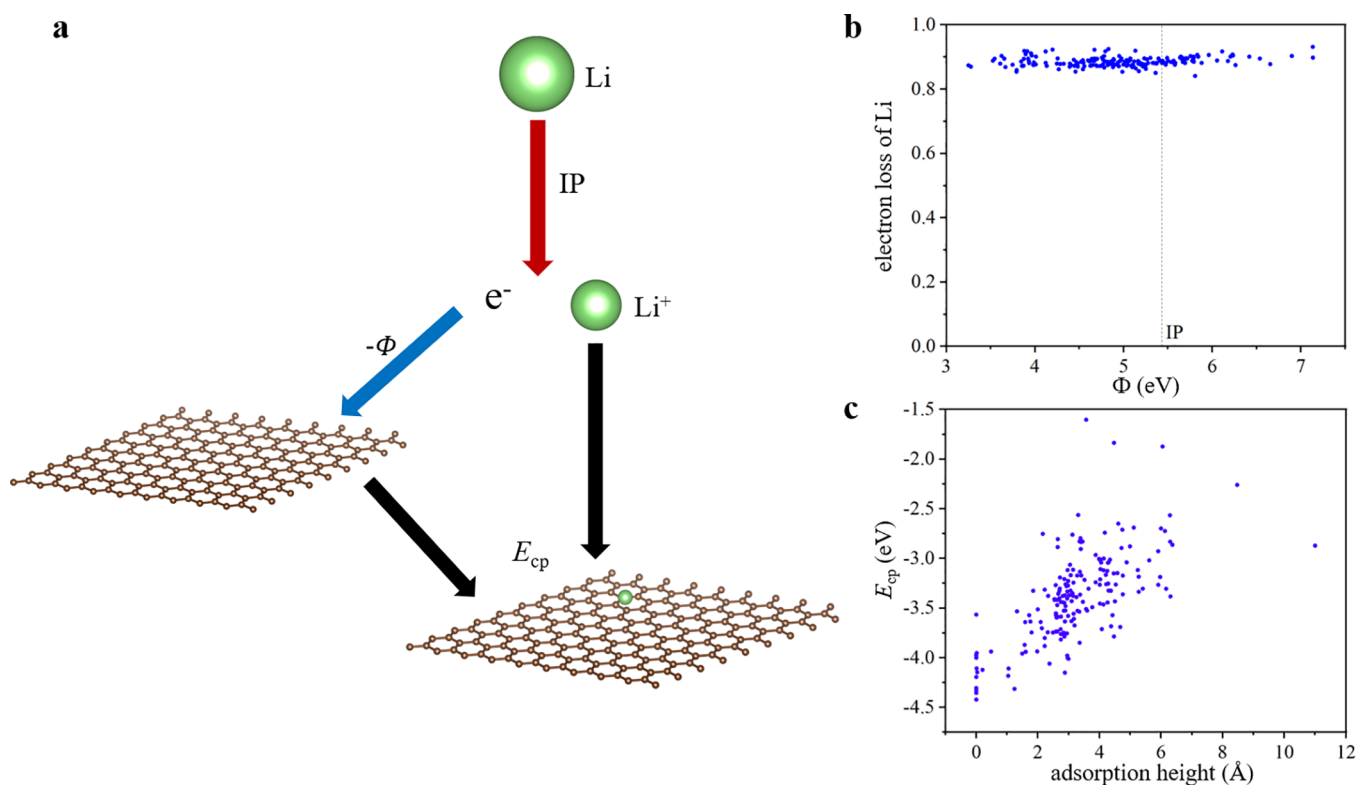 a
Li
IP
e-
Li+
-Φ
Ecp
b
1.0
0.8
0.6
0.4
0.2
0.0
electron loss of Li
IP
3
4
5
6
7
Φ (eV)
c
-1.5
-2.0
-2.5
-3.0
-3.5
-4.0
-4.5
Ecp (eV)
0
2
4
6
8
10
12
adsorption height (Å)